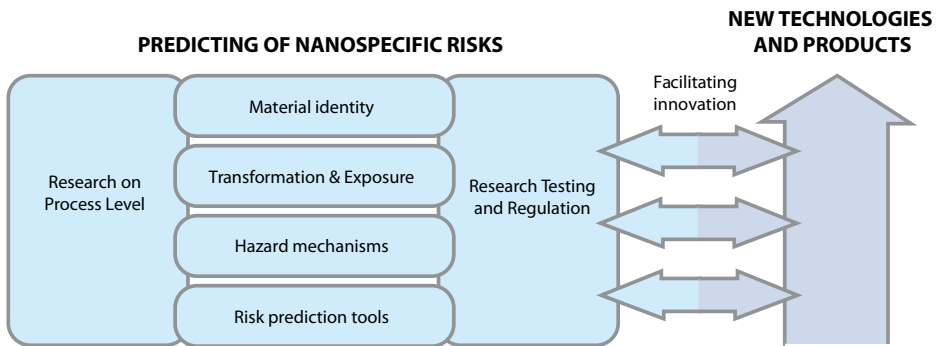 NEW TECHNOLOGIES
AND PRODUCTS
PREDICTING OF NANOSPECIFIC RISKS
Facilitating
innovation
Material identity
Transformation & Exposure
Research on
Process Level
Research Testing
and Regulation
Hazard mechanisms
Risk prediction tools